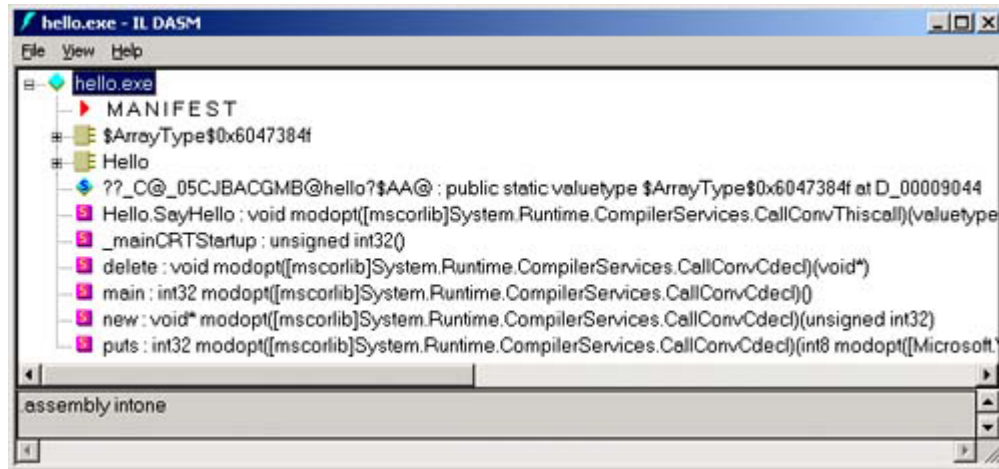 hello.exe - IL DASM
File View Help
hello.exe
MANIFEST
$ArrayType$0x6047384f
Hello
??_C@_05CJBACGMB@hello?$AA@ : public static valuetype $ArrayType$0x6047384f at D_00009044
Hello.SayHello : void modopt([mscorlib]System.Runtime.CompilerServices.CallConvThiscall)(valuetype
_mainCRTStartup : unsigned int32()
delete : void modopt([mscorlib]System.Runtime.CompilerServices.CallConvCdecl)(void*)
main : int32 modopt([mscorlib]System.Runtime.CompilerServices.CallConvCdecl)()
new : void* modopt([mscorlib]System.Runtime.CompilerServices.CallConvCdecl)(unsigned int32)
puts : int32 modopt([mscorlib]System.Runtime.CompilerServices.CallConvCdecl)(int8 modopt([Microsoft.
.assembly intone